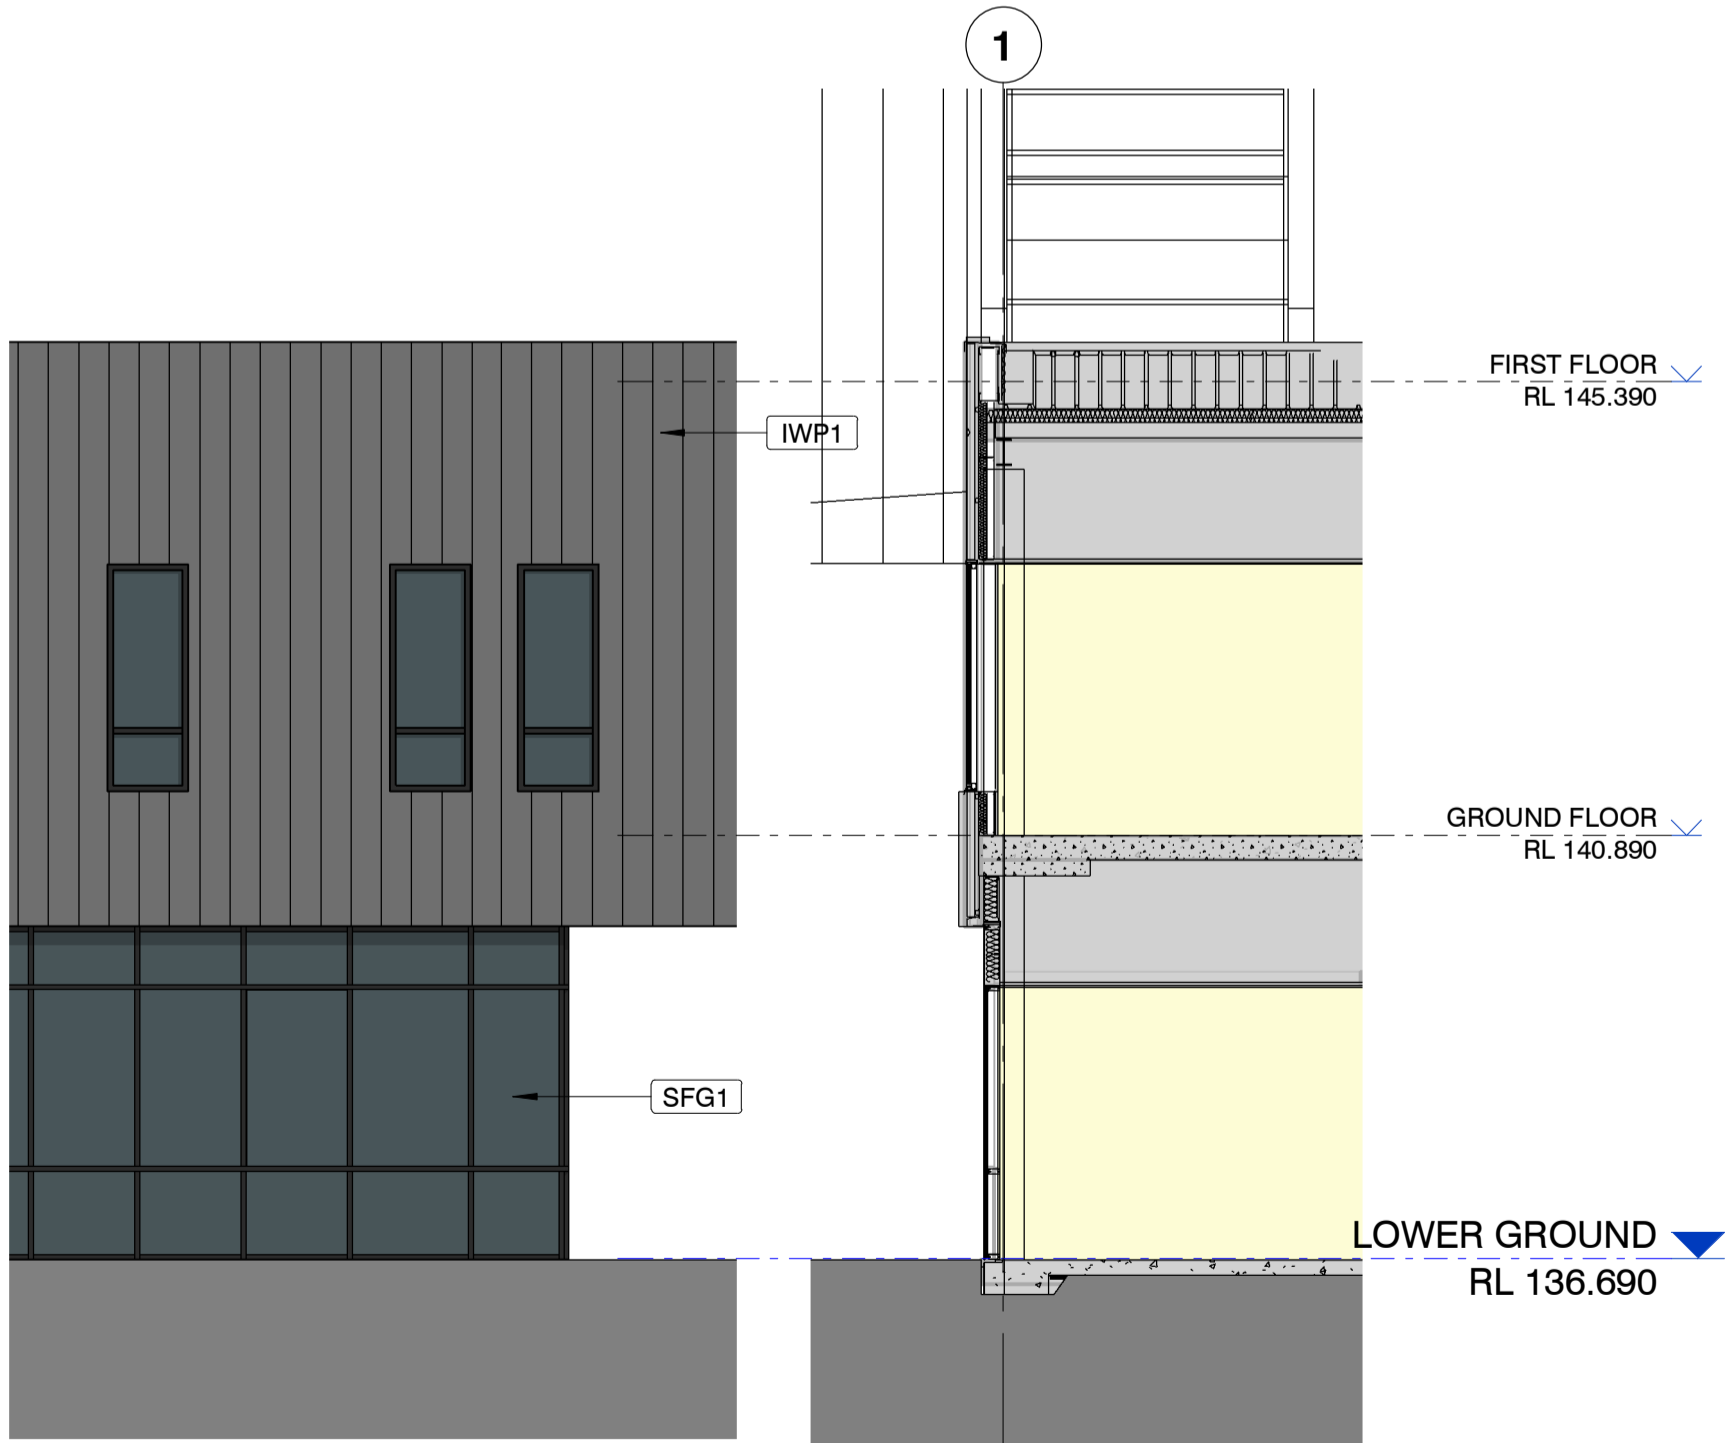 1
FIRST FLOOR
RL 145.390
IWP1
GROUND FLOOR
RL 140.890
SFG1
LOWER GROUND
RL 136.690